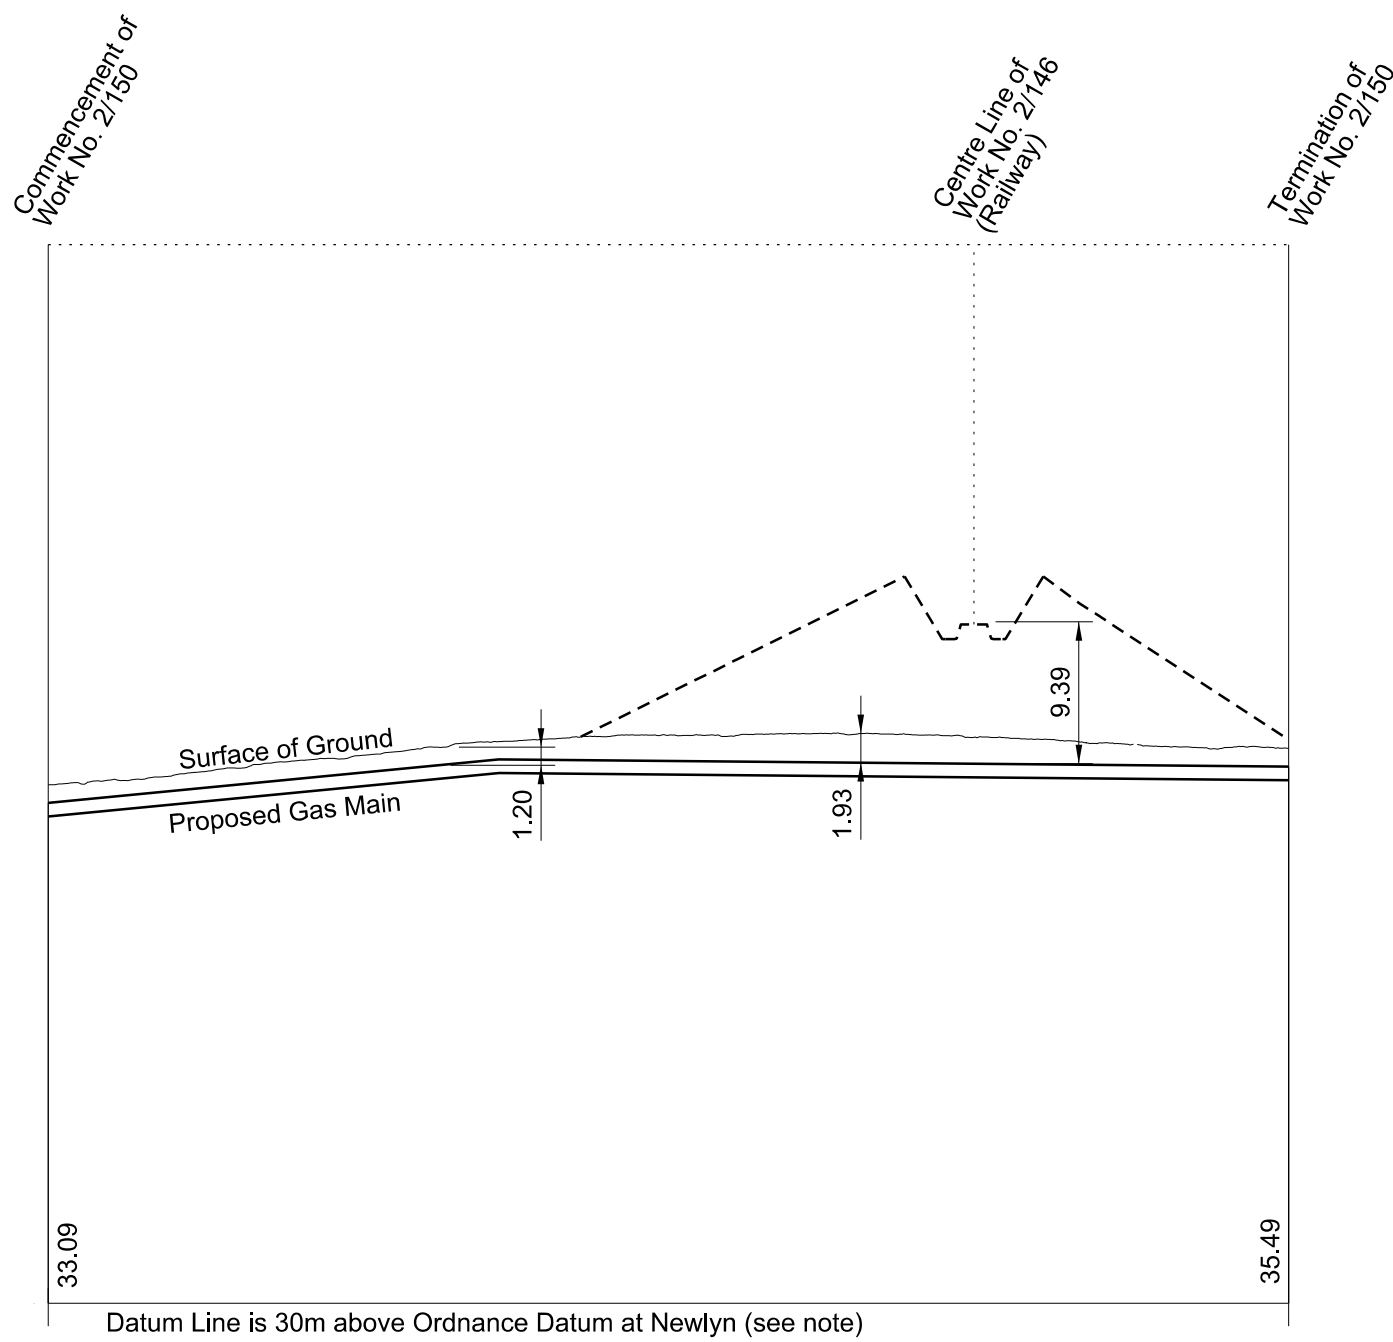 Commencement of
Work No. 2/150
Centre Line of
Work No. 2/146
(Railway)
Termination of
Work No. 2/150
9.39
Surface of Ground
Proposed Gas Main
1.20
1.93
33.09
35.49
Datum Line is 30m above Ordnance Datum at Newlyn (see note)